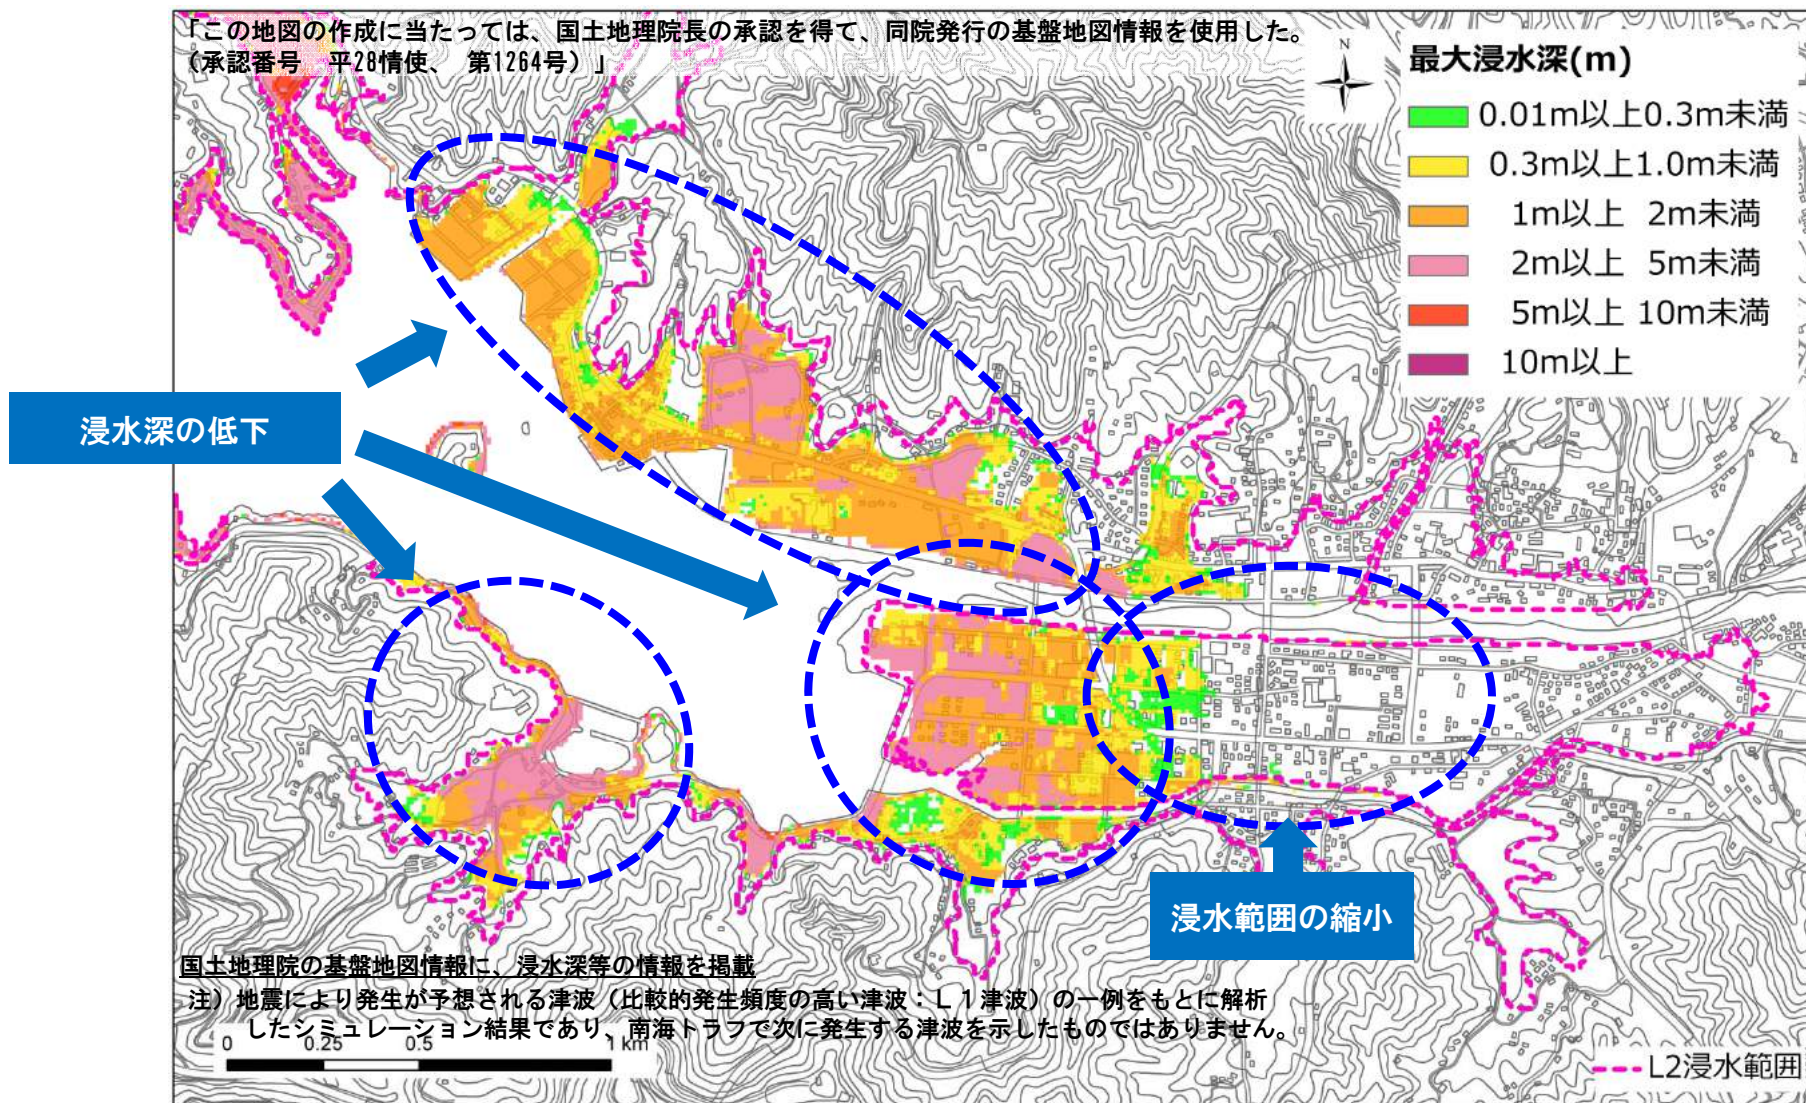 「この地図の作成に当たっては、国土地理院長の承認を得て、同院発行の基盤地図情報を使用した。
（承認番号　平28情使、　第1264号）」
N
最大浸水深(m)
0.01m以上0.3m未満
0.3m以上1.0m未満
1m以上 2m未満
2m以上 5m未満
5m以上 10m未満
10m以上
浸水深の低下
浸水範囲の縮小
国土地理院の基盤地図情報に、浸水深等の情報を掲載
注）地震により発生が予想される津波（比較的発生頻度の高い津波：Ｌ１津波）の一例をもとに解析
したシミュレーション結果であり、南海トラフで次に発生する津波を示したものではありません。
0 0.25 0.5 1 km
L2浸水範囲